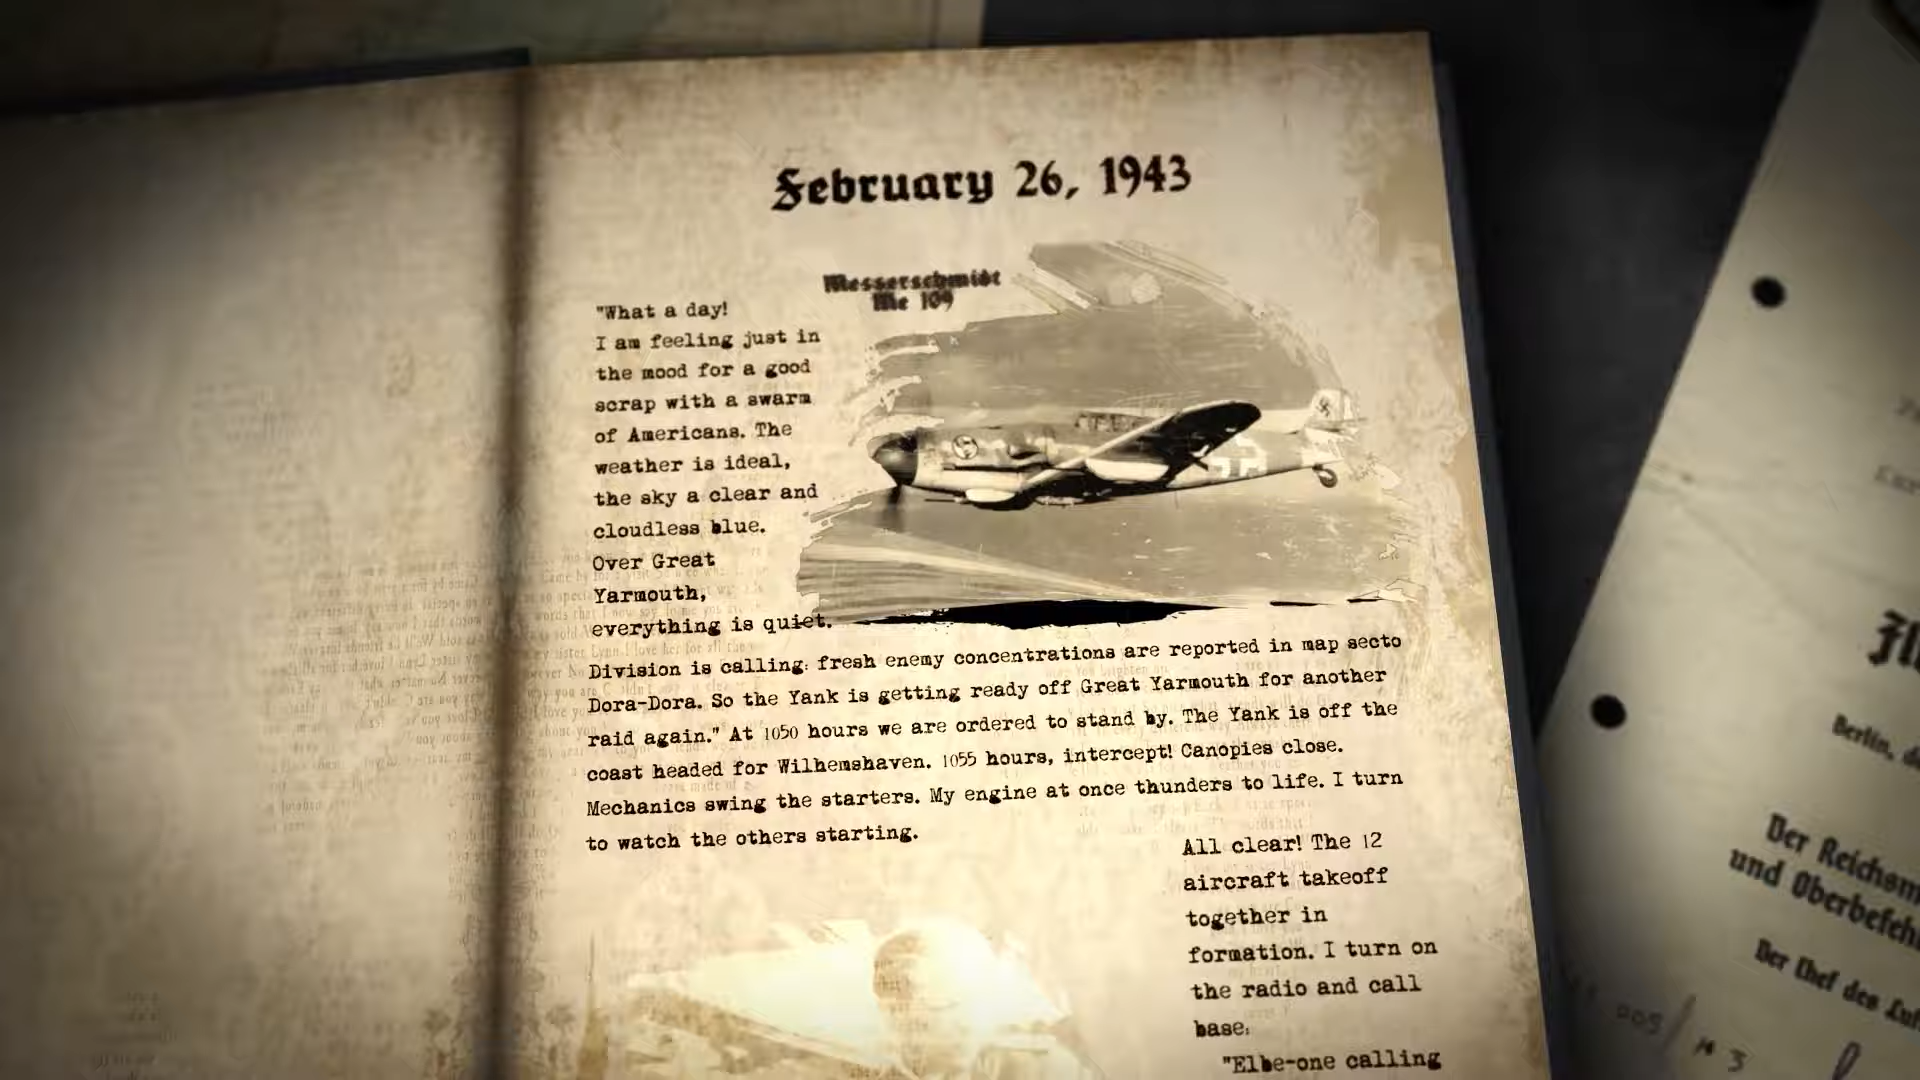 February 26, 1943
Messerschmidt
Me 109
"What a day!
I am feeling just in
the mood for a good
scrap with a swarm
of Americans. The
weather is ideal,
the sky a clear and
cloudless blue.
Over Great
Yarmouth,
everything is quiet.
Division is calling: fresh enemy concentrations are reported in map secto
Dora-Dora. So the Yank is getting ready off Great Yarmouth for another
raid again." At 1050 hours we are ordered to stand by. The Yank is off the
coast headed for Wilhemshaven. 1055 hours, intercept! Canopies close.
Mechanics swing the starters. My engine at once thunders to life. I turn
to watch the others starting.
All clear! The 12
aircraft takeoff
together in
formation. I turn on
the radio and call
base:
"Elbe-one calling
Berlin, de
Der Reichsm
und Oberbefehl
Der Chef des Luf